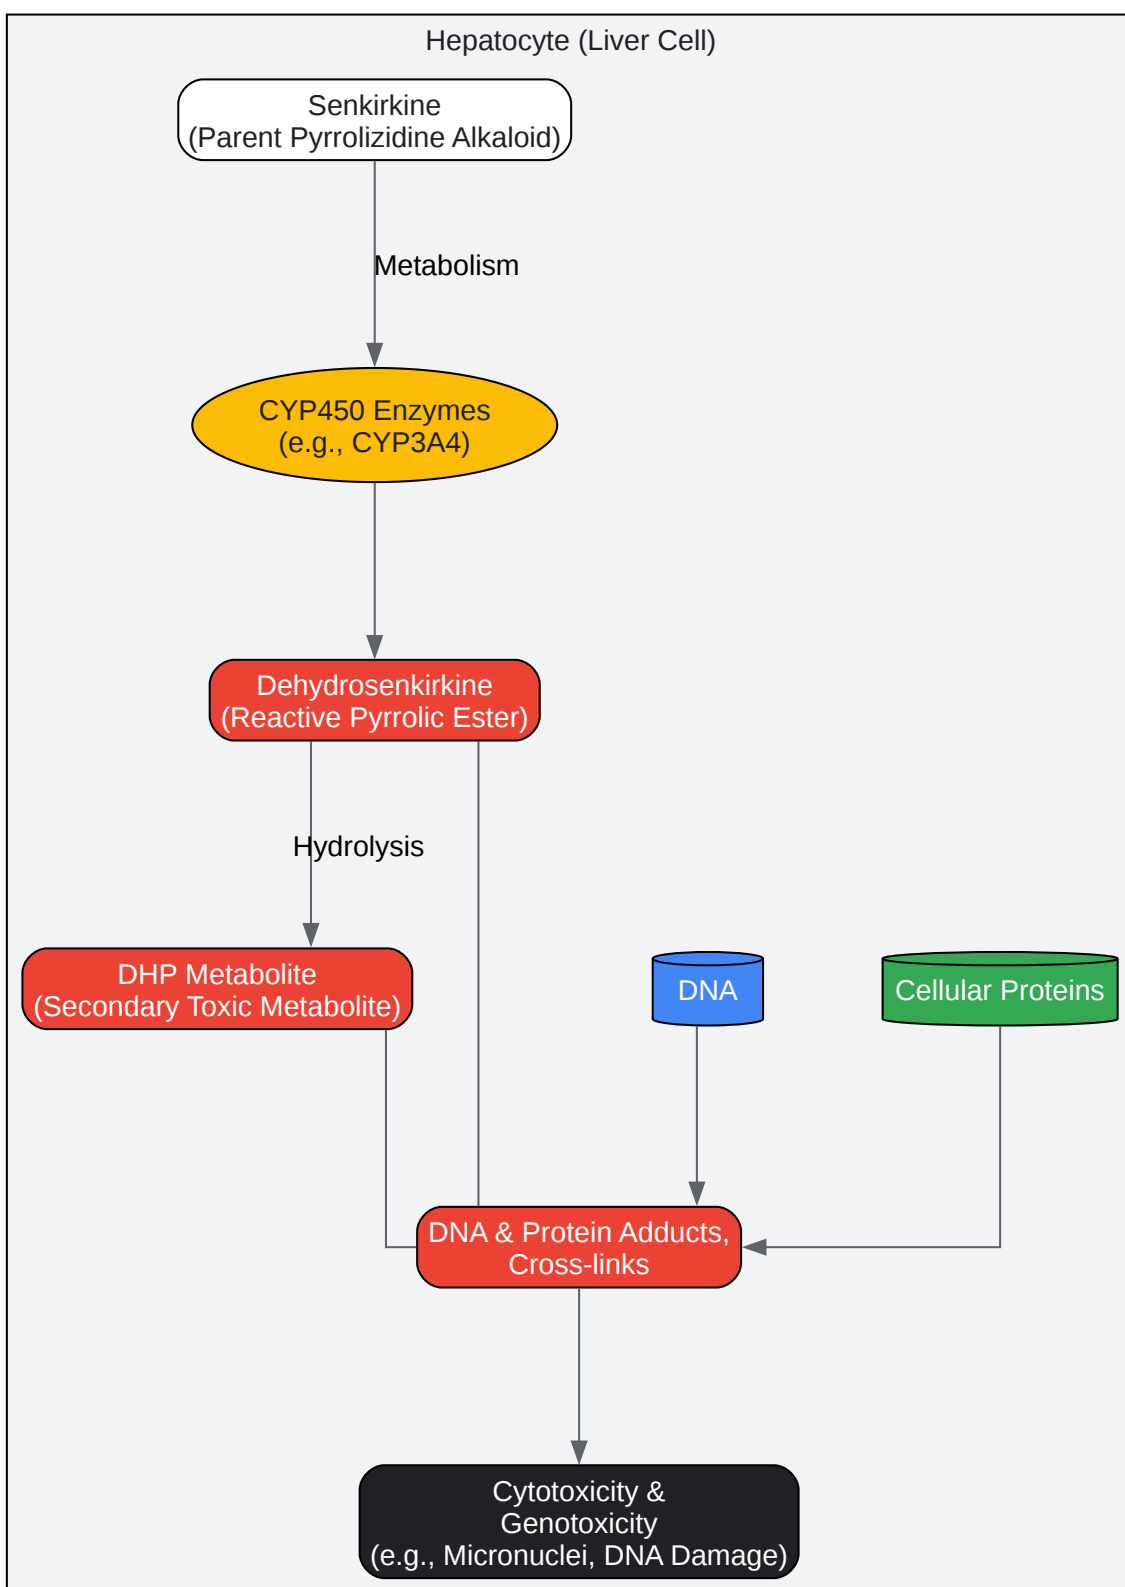 Hepatocyte (Liver Cell)
Senkirkine
(Parent Pyrrolizidine Alkaloid)
Metabolism
CYP450 Enzymes
(e.g., CYP3A4)
Dehydrosenkirkine
(Reactive Pyrrolic Ester)
Hydrolysis
DHP Metabolite
(Secondary Toxic Metabolite)
DNA
Cellular Proteins
DNA & Protein Adducts,
Cross-links
Cytotoxicity &
Genotoxicity
(e.g., Micronuclei, DNA Damage)